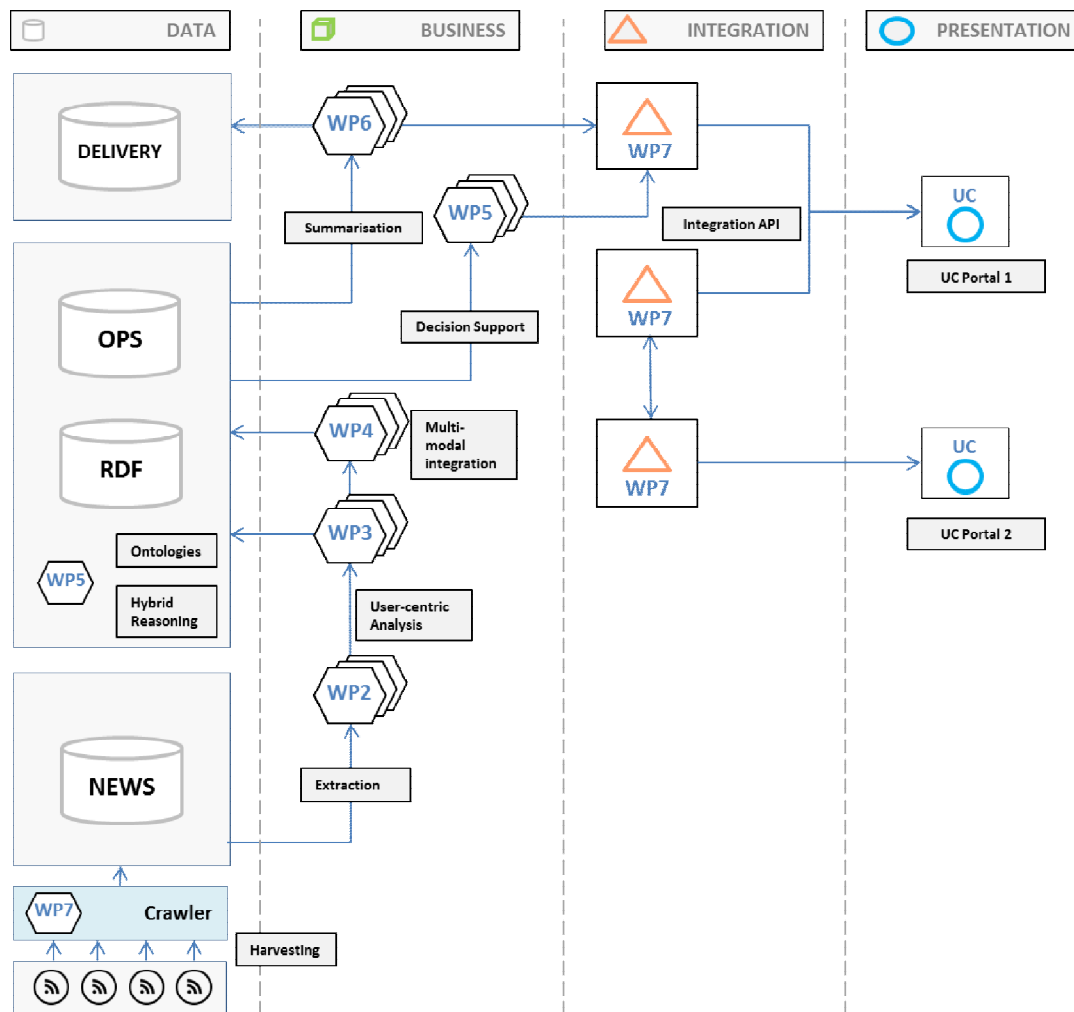 DATA
BUSINESS
INTEGRATION
PRESENTATION
DELIVERY
WP6
WP7
WP5
Summarisation
Integration API
UC
UC Portal 1
OPS
WP7
Decision Support
RDF
WP4
Multi-
modal
integration
WP7
UC
UC Portal 2
WP3
Ontologies
WP5
Hybrid
Reasoning
User-centric
Analysis
WP2
NEWS
Extraction
WP7
Crawler
Harvesting